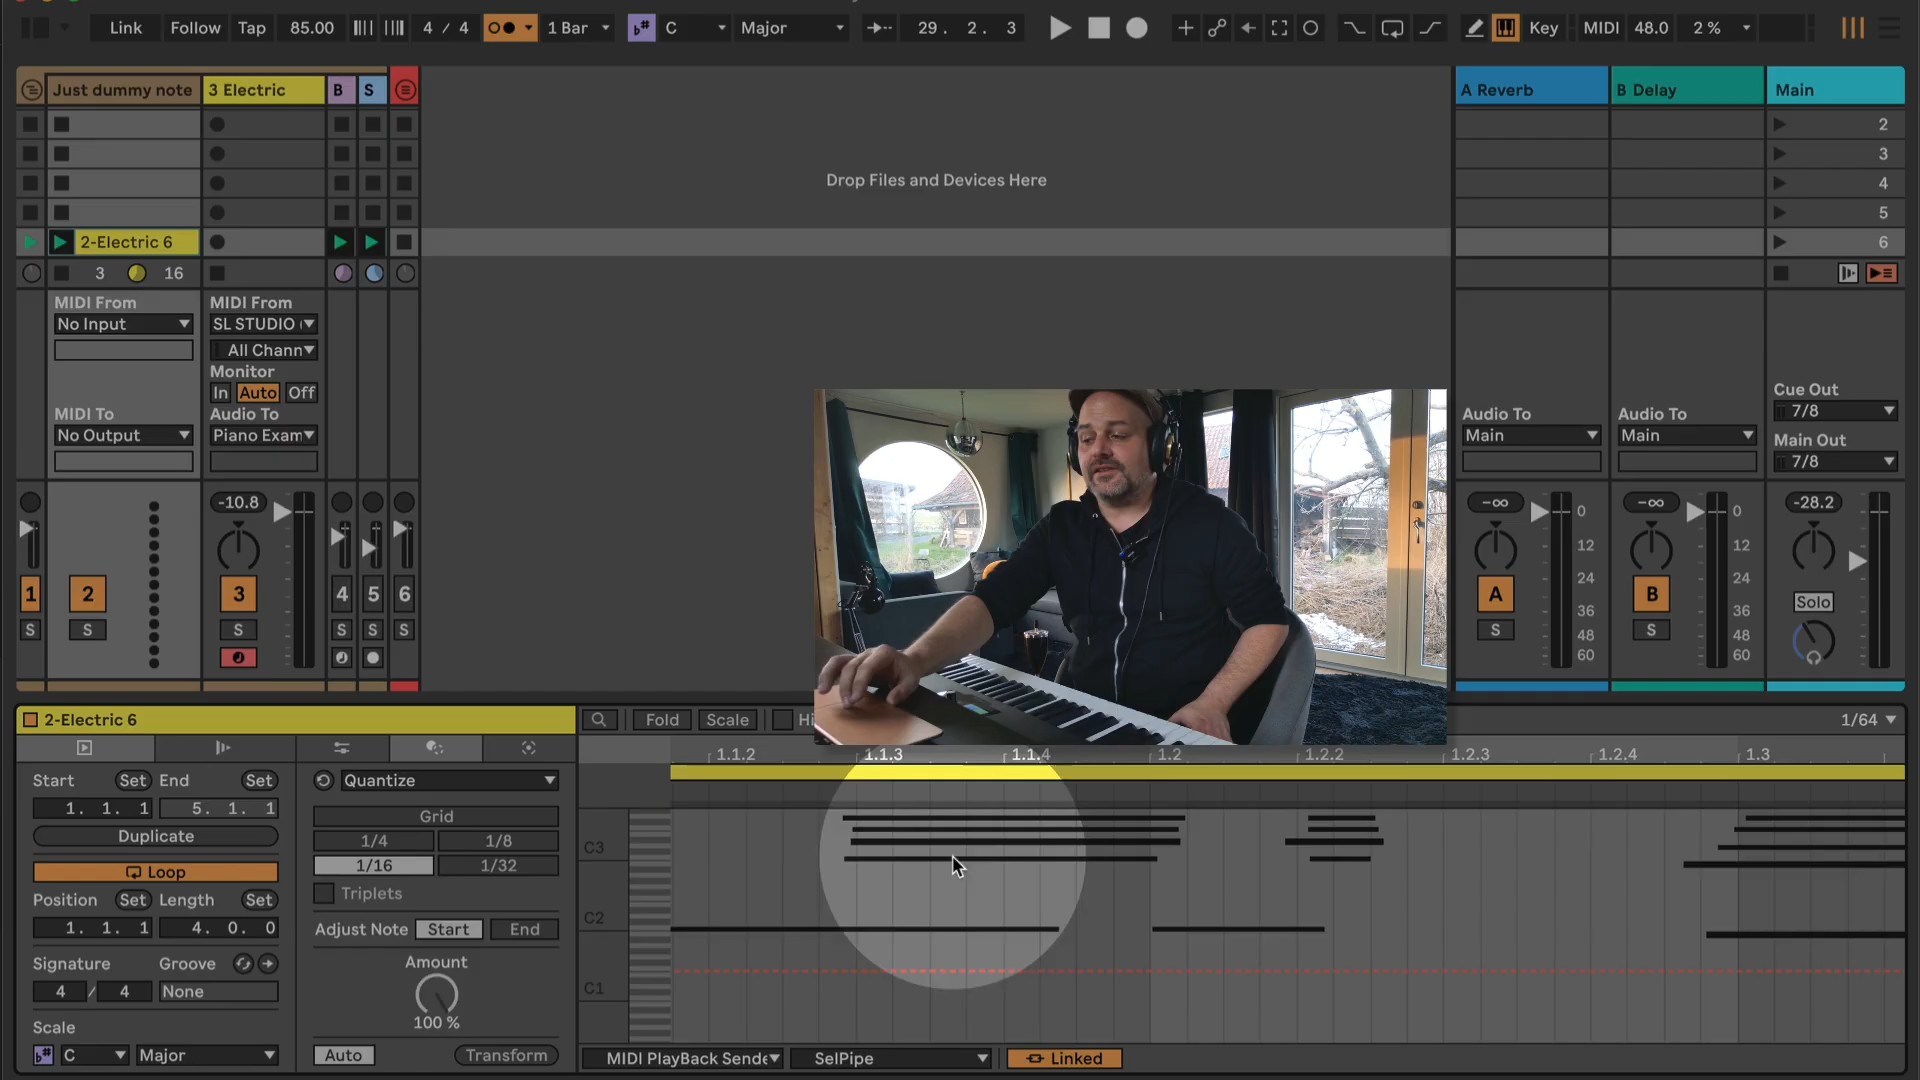 Link Follow Tap 85.00 4 / 4 1 Bar C Major 29. 2. 3 Key MIDI 48.0 2 %
Just dummy note 3 Electric B S A Reverb B Delay Main
2
3
4
5
2-Electric 6 6
Drop Files and Devices Here
3 16
MIDI From MIDI From
No Input SL STUDIO
All Chann
Monitor
In Auto Off
MIDI To Audio To
No Output Piano Exam
Audio To Audio To
Main Main
Cue Out
7/8
Main Out
7/8
-10.8 -∞ -∞ -28.2
0 0
12 12
24 24
36 36
48 48
60 60
1 2 3 4 5 6 A B Solo
S S S S S S S S
2-Electric 6
Fold Scale Hi 1/64
Start Set End Set
1. 1. 1 5. 1. 1
Duplicate
Loop
Position Set Length Set
1. 1. 1 4. 0. 0
Signature Groove
4 / 4 None
Scale
C Major
Quantize
Grid
1/4 1/8
1/16 1/32
Triplets
Adjust Note Start End
Amount
100 %
Auto Transform
1.1.2 1.1.3 1.1.4 1.2 1.2.2 1.2.3 1.2.4 1.3
C3
C2
C1
MIDI PlayBack Sende SelPipe Linked